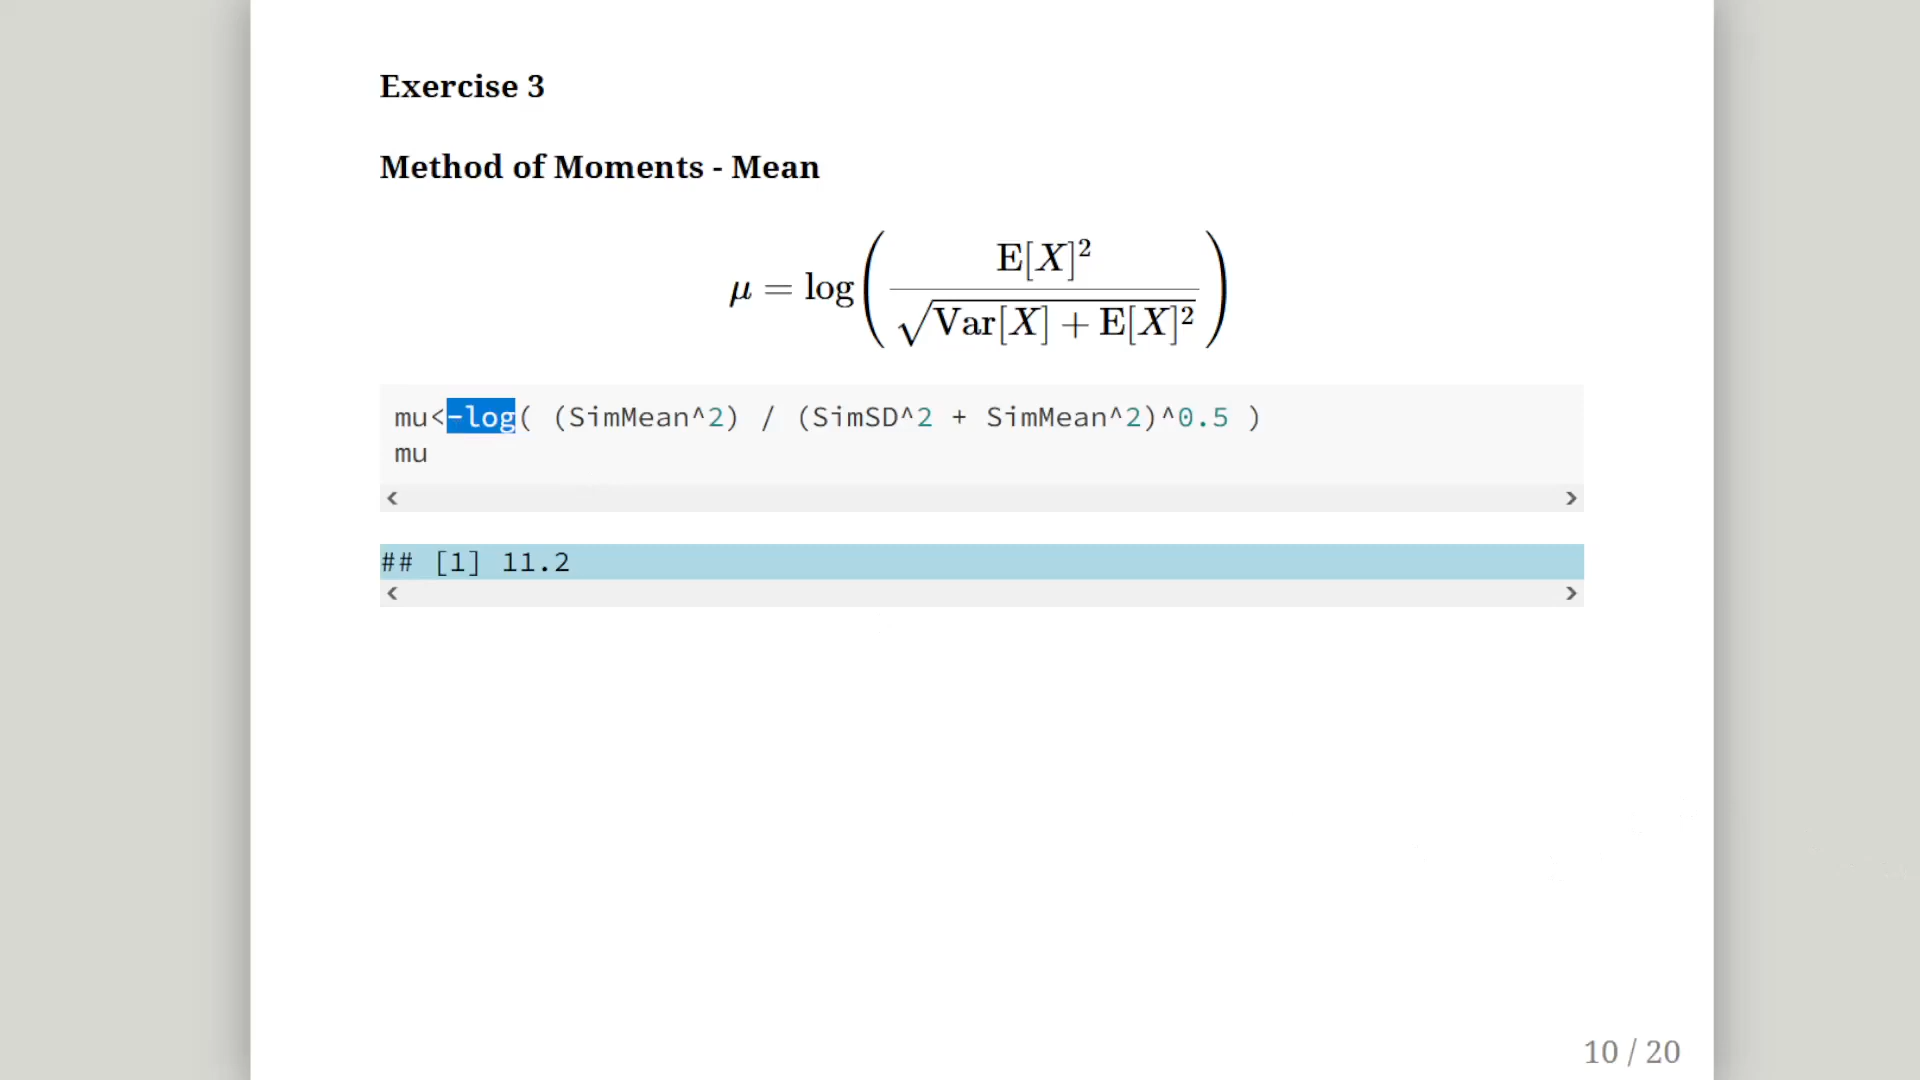 Exercise 3
Method of Moments - Mean
μ = log( E[X]² / √(Var[X] + E[X]²) )
mu<-log( (SimMean^2) / (SimSD^2 + SimMean^2)^0.5 )
mu
## [1] 11.2
10 / 20